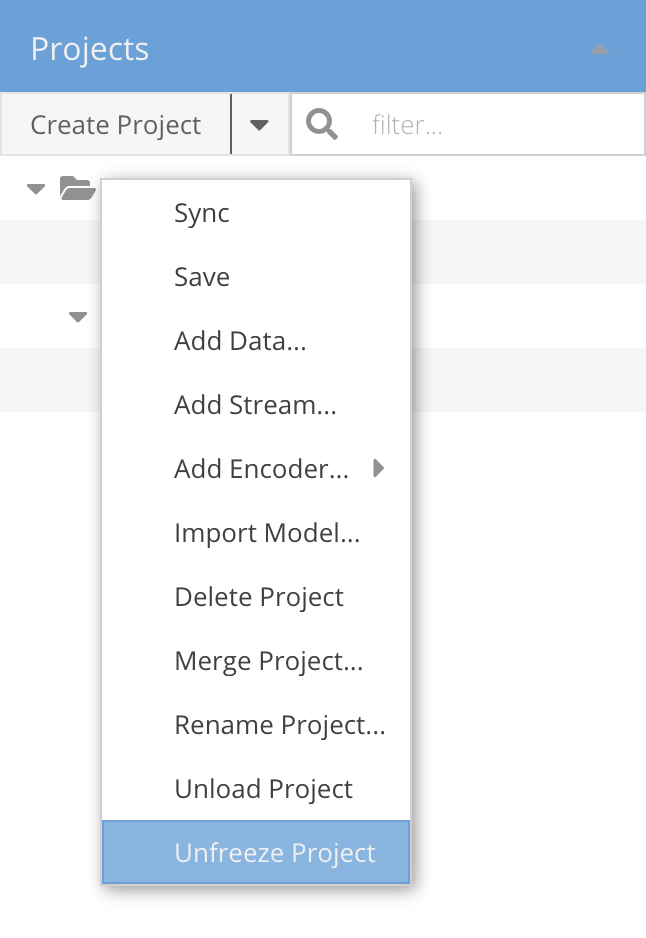 Projects
Create Project
filter...
Sync
Save
Add Data...
Add Stream...
Add Encoder...
Import Model...
Delete Project
Merge Project...
Rename Project...
Unload Project
Unfreeze Project